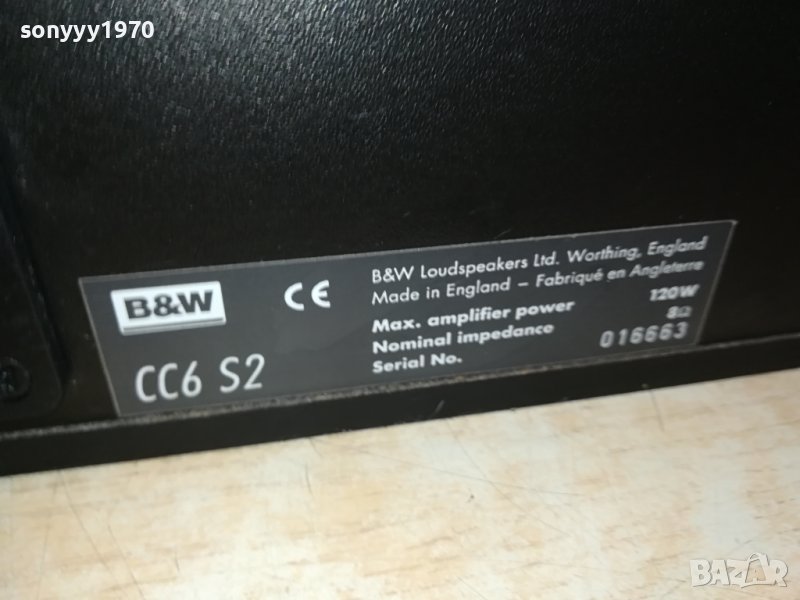 sonyyy1970
B&W
CE
CC6 S2
B&W Loudspeakers Ltd. Worthing, England
Made in England – Fabriqué en Angleterre
Max. amplifier power 120W
Nominal impedance 8Ω
Serial No. 016663
BAZAR